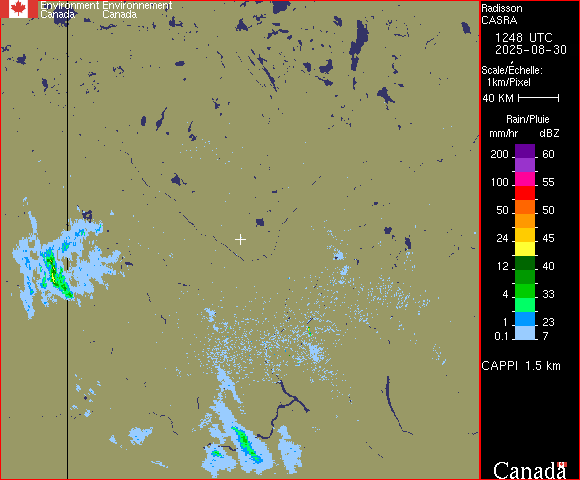 Environment Environnement
Canada Canada
Radisson
CASRA
1248 UTC
2025-08-30
Scale/Échelle:
1km/Pixel
40 KM
Rain/Pluie
mm/hr dBZ
200 60
100 55
50 50
24 45
12 40
4 33
1 23
0.1 7
CAPPI 1.5 km
Canada